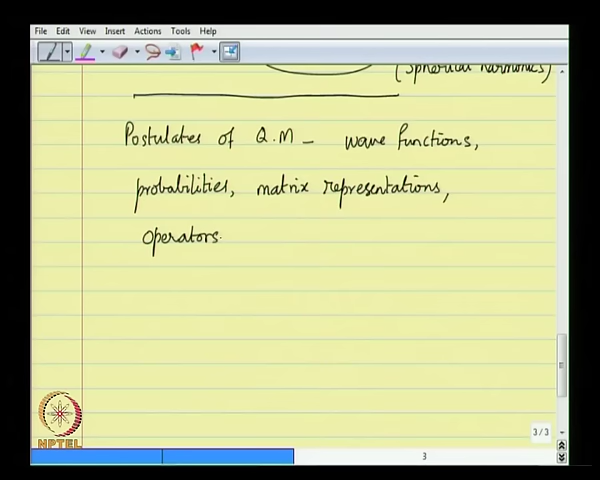 File Edit View Insert Actions Tools Help
(Spherical harmonics)
Postulates of Q.M - wave functions,
probabilities, matrix representations,
operators.
3/3
NPTEL
3